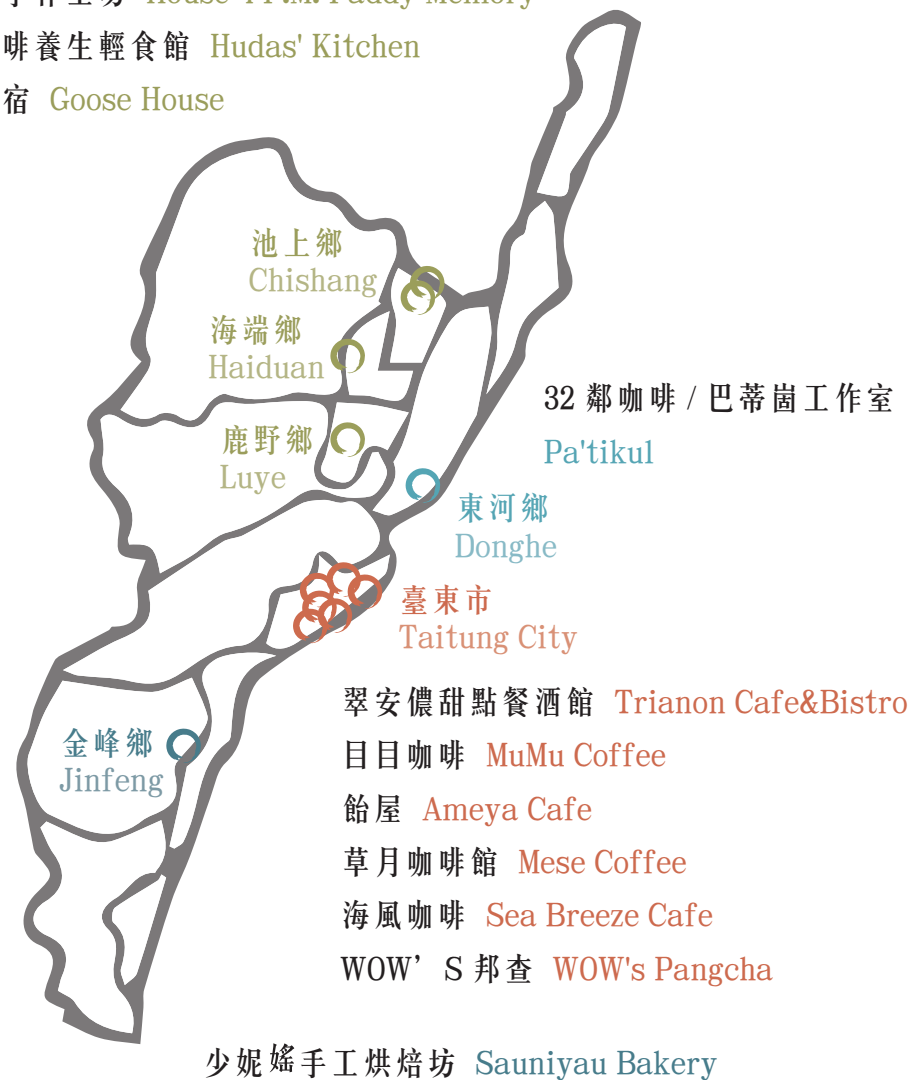 啡養生輕食館 Hudas' Kitchen
宿 Goose House
池上鄉
Chishang
海端鄉
Haiduan
32 鄰咖啡 / 巴蒂崮工作室
鹿野鄉
Pa'tikul
Luye
東河鄉
Donghe
臺東市
Taitung City
翠安儂甜點餐酒館 Trianon Cafe&Bistro
金峰鄉
目目咖啡 MuMu Coffee
Jinfeng
飴屋 Ameya Cafe
草月咖啡館 Mese Coffee
海風咖啡 Sea Breeze Cafe
WOW’S邦查 WOW's Pangcha
少妮嬌手工烘焙坊 Sauniyau Bakery